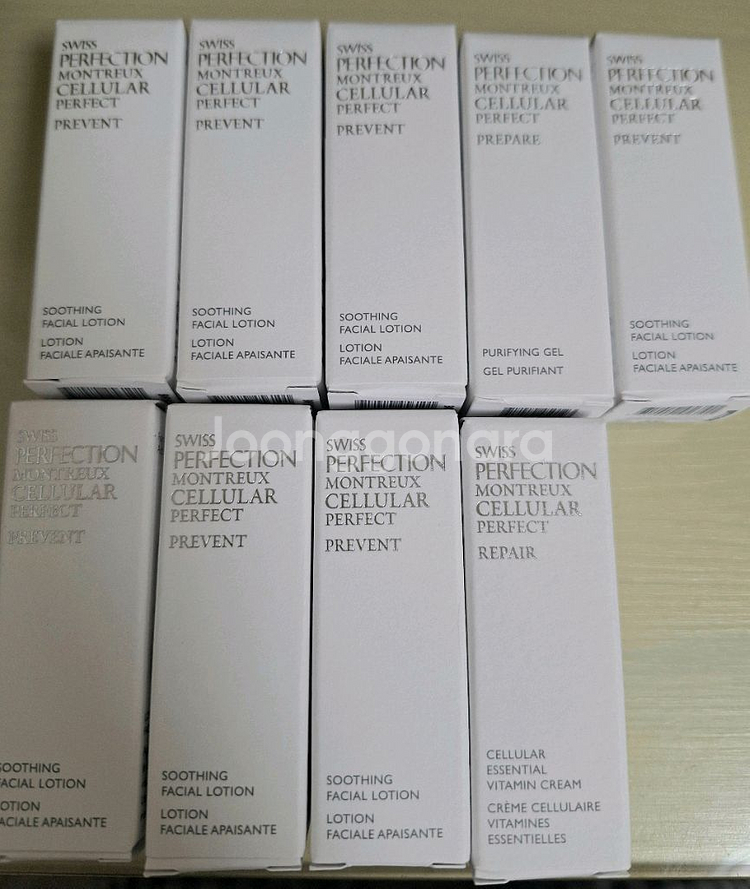 SWISS
PERFECTION
MONTREUX
CELLULAR
PERFECT
PREVENT
SOOTHING
FACIAL LOTION
LOTION
FACIALE APAISANTE
SWISS
PERFECTION
MONTREUX
CELLULAR
PERFECT
PREVENT
SOOTHING
FACIAL LOTION
LOTION
FACIALE APAISANTE
SWISS
PERFECTION
MONTREUX
CELLULAR
PERFECT
PREVENT
SOOTHING
FACIAL LOTION
LOTION
FACIALE APAISANTE
SWISS
PERFECTION
MONTREUX
CELLULAR
PERFECT
PREPARE
PURIFYING GEL
GEL PURIFIANT
SWISS
PERFECTION
MONTREUX
CELLULAR
PERFECT
PREVENT
SOOTHING
FACIAL LOTION
LOTION
FACIALE APAISANTE
SWISS
PERFECTION
MONTREUX
CELLULAR
PERFECT
PREVENT
SOOTHING
FACIAL LOTION
LOTION
FACIALE APAISANTE
SWISS
PERFECTION
MONTREUX
CELLULAR
PERFECT
PREVENT
SOOTHING
FACIAL LOTION
LOTION
FACIALE APAISANTE
SWISS
PERFECTION
MONTREUX
CELLULAR
PERFECT
PREVENT
SOOTHING
FACIAL LOTION
LOTION
FACIALE APAISANTE
SWISS
PERFECTION
MONTREUX
CELLULAR
PERFECT
REPAIR
CELLULAR
ESSENTIAL
VITAMIN CREAM
CRÈME CELLULAIRE
VITAMINES
ESSENTIELLES
joonggonara